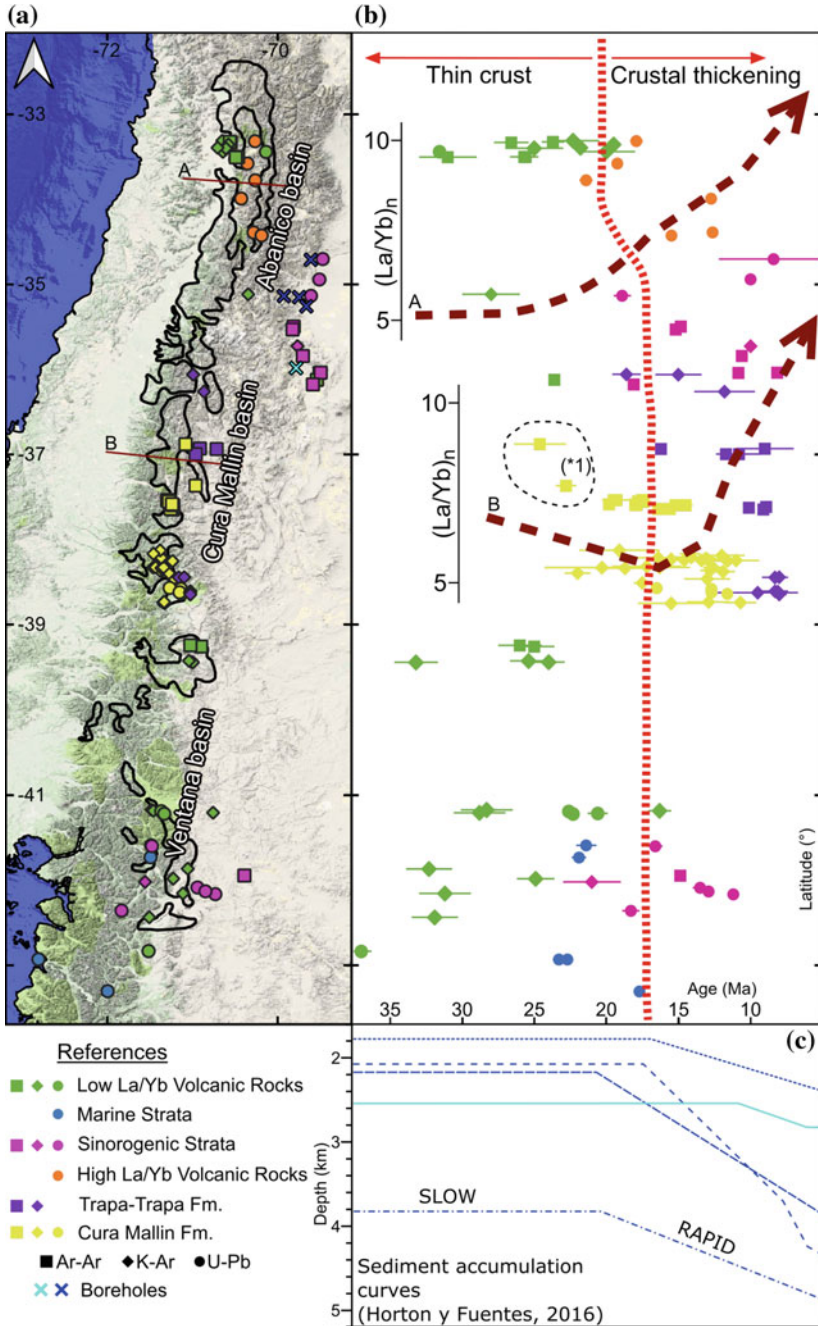 (a)
-72
-70
-33
-35
-37
-39
-41
A
B
Abanico basin
Cura Mallin basin
Ventana basin
(b)
Thin crust
Crustal thickening
10
(La/Yb)n
5
A
10
(La/Yb)n
5
B
(*1)
Latitude (°)
Age (Ma)
35
30
25
20
15
10
References
Low La/Yb Volcanic Rocks
Marine Strata
Sinorogenic Strata
High La/Yb Volcanic Rocks
Trapa-Trapa Fm.
Cura Mallin Fm.
Ar-Ar
K-Ar
U-Pb
Boreholes
(c)
2
3
4
5
Depth (km)
SLOW
RAPID
Sediment accumulation
curves
(Horton y Fuentes, 2016)